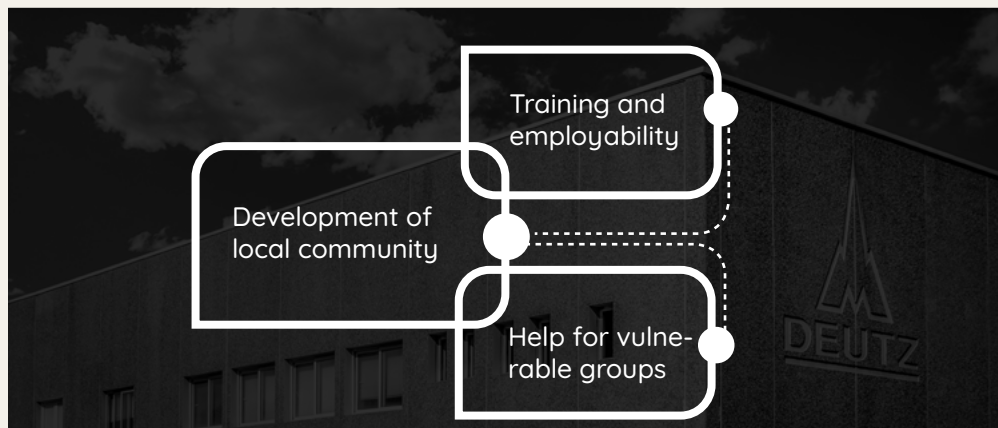 Training and
employability
Development of
local community
Help for vulne-
rable groups
DEUTZ